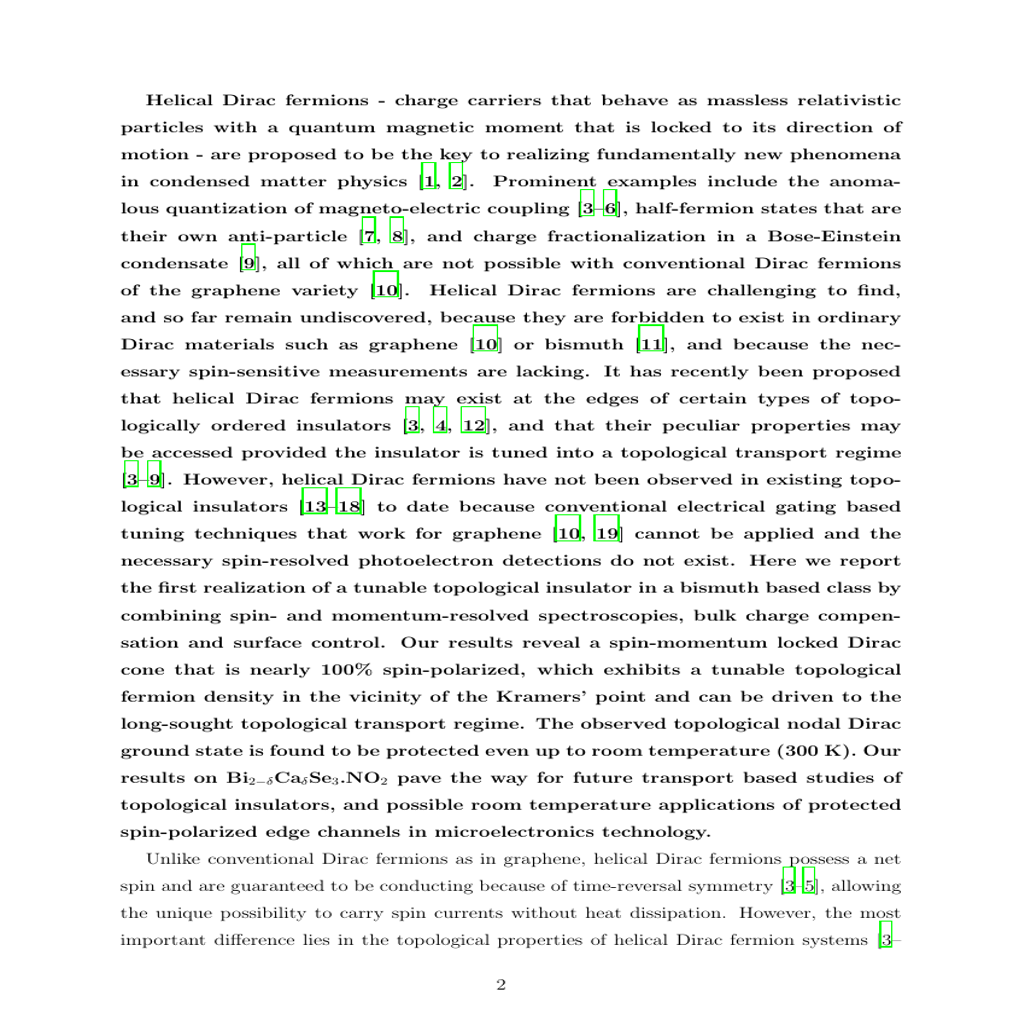 Helical Dirac fermions - charge carriers that behave as massless relativistic
particles with a quantum magnetic moment that is locked to its direction of
motion - are proposed to be the key to realizing fundamentally new phenomena
in condensed matter physics [1, 2]. Prominent examples include the anoma-
lous quantization of magneto-electric coupling [3–6], half-fermion states that are
their own anti-particle [7, 8], and charge fractionalization in a Bose-Einstein
condensate [9], all of which are not possible with conventional Dirac fermions
of the graphene variety [10]. Helical Dirac fermions are challenging to find,
and so far remain undiscovered, because they are forbidden to exist in ordinary
Dirac materials such as graphene [10] or bismuth [11], and because the nec-
essary spin-sensitive measurements are lacking. It has recently been proposed
that helical Dirac fermions may exist at the edges of certain types of topo-
logically ordered insulators [3, 4, 12], and that their peculiar properties may
be accessed provided the insulator is tuned into a topological transport regime
[3–9]. However, helical Dirac fermions have not been observed in existing topo-
logical insulators [13–18] to date because conventional electrical gating based
tuning techniques that work for graphene [10, 19] cannot be applied and the
necessary spin-resolved photoelectron detections do not exist. Here we report
the first realization of a tunable topological insulator in a bismuth based class by
combining spin- and momentum-resolved spectroscopies, bulk charge compen-
sation and surface control. Our results reveal a spin-momentum locked Dirac
cone that is nearly 100% spin-polarized, which exhibits a tunable topological
fermion density in the vicinity of the Kramers' point and can be driven to the
long-sought topological transport regime. The observed topological nodal Dirac
ground state is found to be protected even up to room temperature (300 K). Our
results on Bi₂₋δCaδSe₃.NO₂ pave the way for future transport based studies of
topological insulators, and possible room temperature applications of protected
spin-polarized edge channels in microelectronics technology.
Unlike conventional Dirac fermions as in graphene, helical Dirac fermions possess a net
spin and are guaranteed to be conducting because of time-reversal symmetry [3–5], allowing
the unique possibility to carry spin currents without heat dissipation. However, the most
important difference lies in the topological properties of helical Dirac fermion systems [3–
2